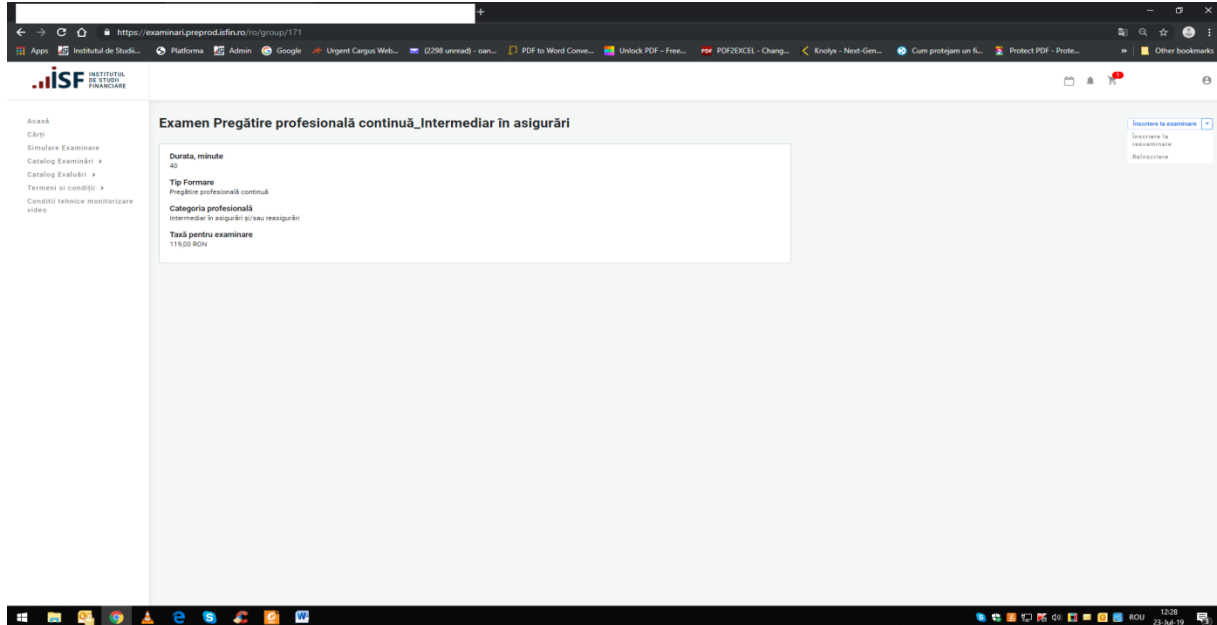 https://examinari.preprod.isfin.ro/ro/group/171
Apps
Institutul de Studii...
Platforma
Admin
Google
Urgent Cargus Web...
(2298 unread) - oan...
PDF to Word Conve...
Unlock PDF – Free...
PDF2EXCEL - Chang...
Knolyx - Next-Gen...
Cum protejam un fi...
Protect PDF - Prote...
»
Other bookmarks
ISF INSTITUTUL
DE STUDII
FINANCIARE
1
Acasă
Cărți
Simulare Examinare
Catalog Examinări >
Catalog Evaluări >
Termeni si condiții >
Conditii tehnice monitorizare
video
Examen Pregătire profesională continuă_Intermediar în asigurări
Durata, minute
40
Tip Formare
Pregătire profesională continuă
Categoria profesională
Intermediar în asigurări și/sau reasigurări
Taxă pentru examinare
119,00 RON
Înscriere la examinare
Înscriere la
reexaminare
Reînscriere
ROU
12:28
23-Jul-19